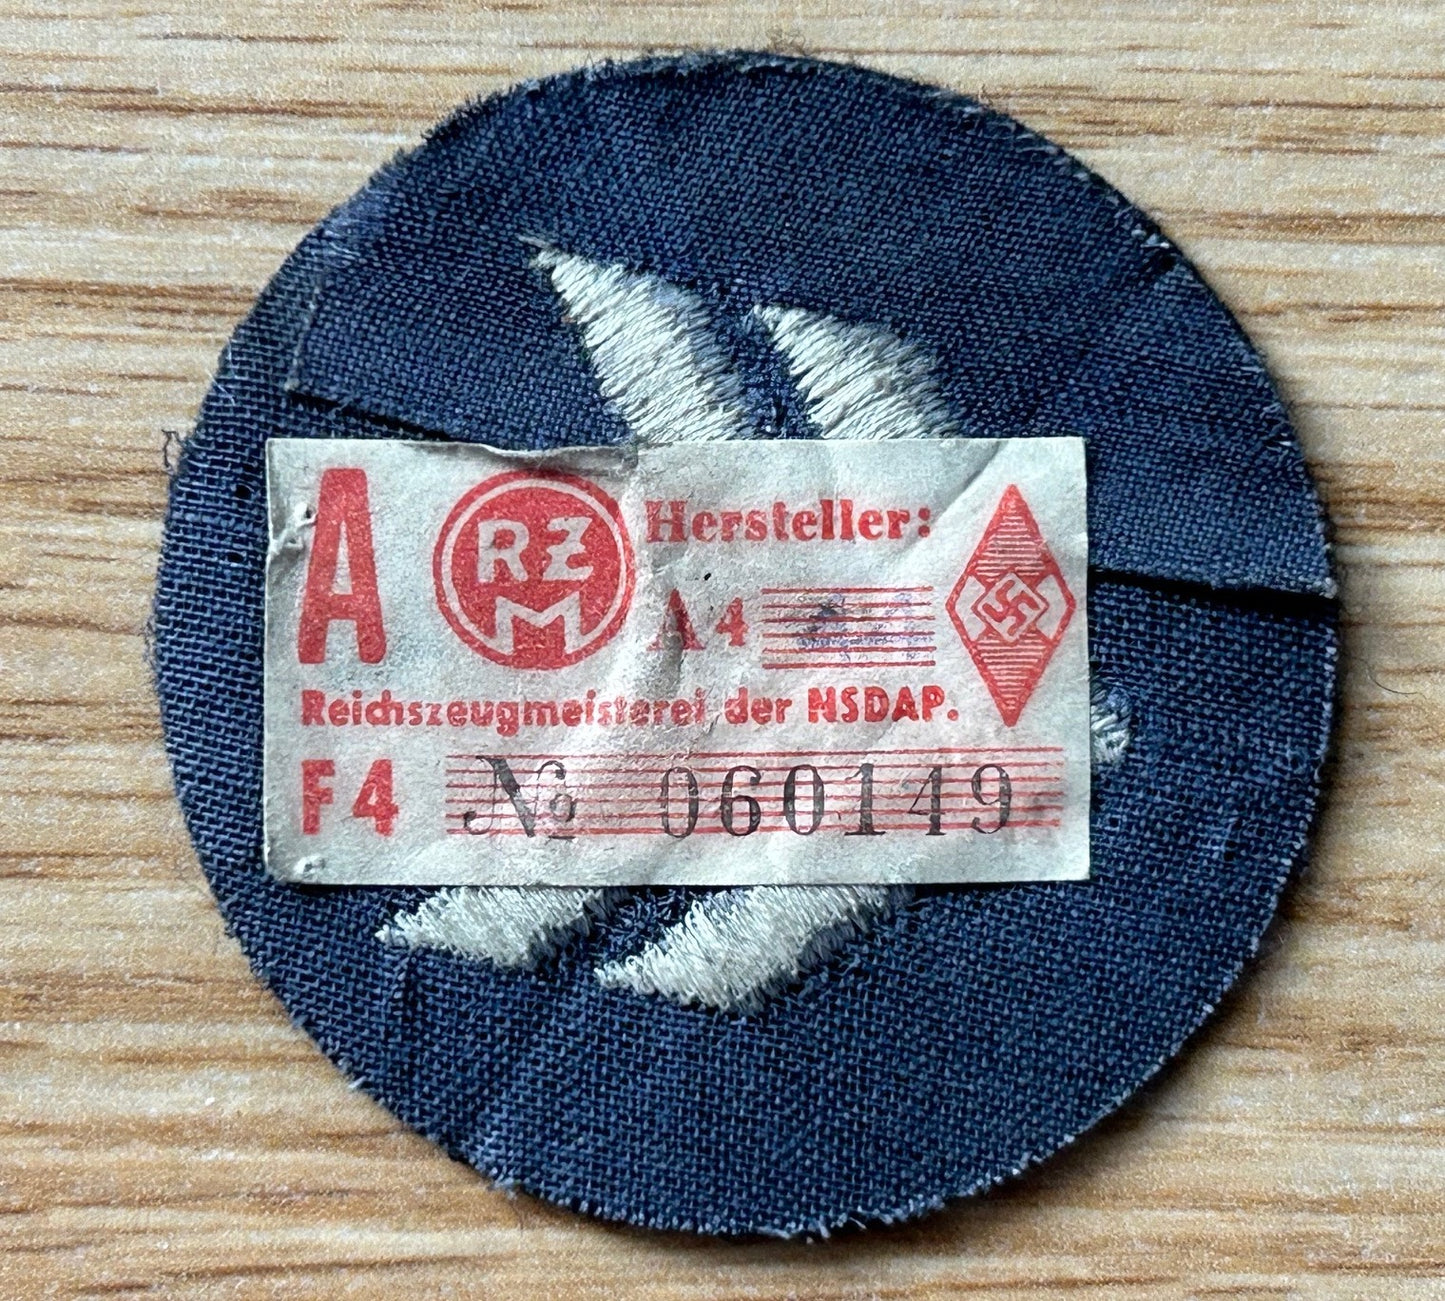 A
RZM
Hersteller:
A4
Reichszeugmeisterei der NSDAP.
F4 № 060149